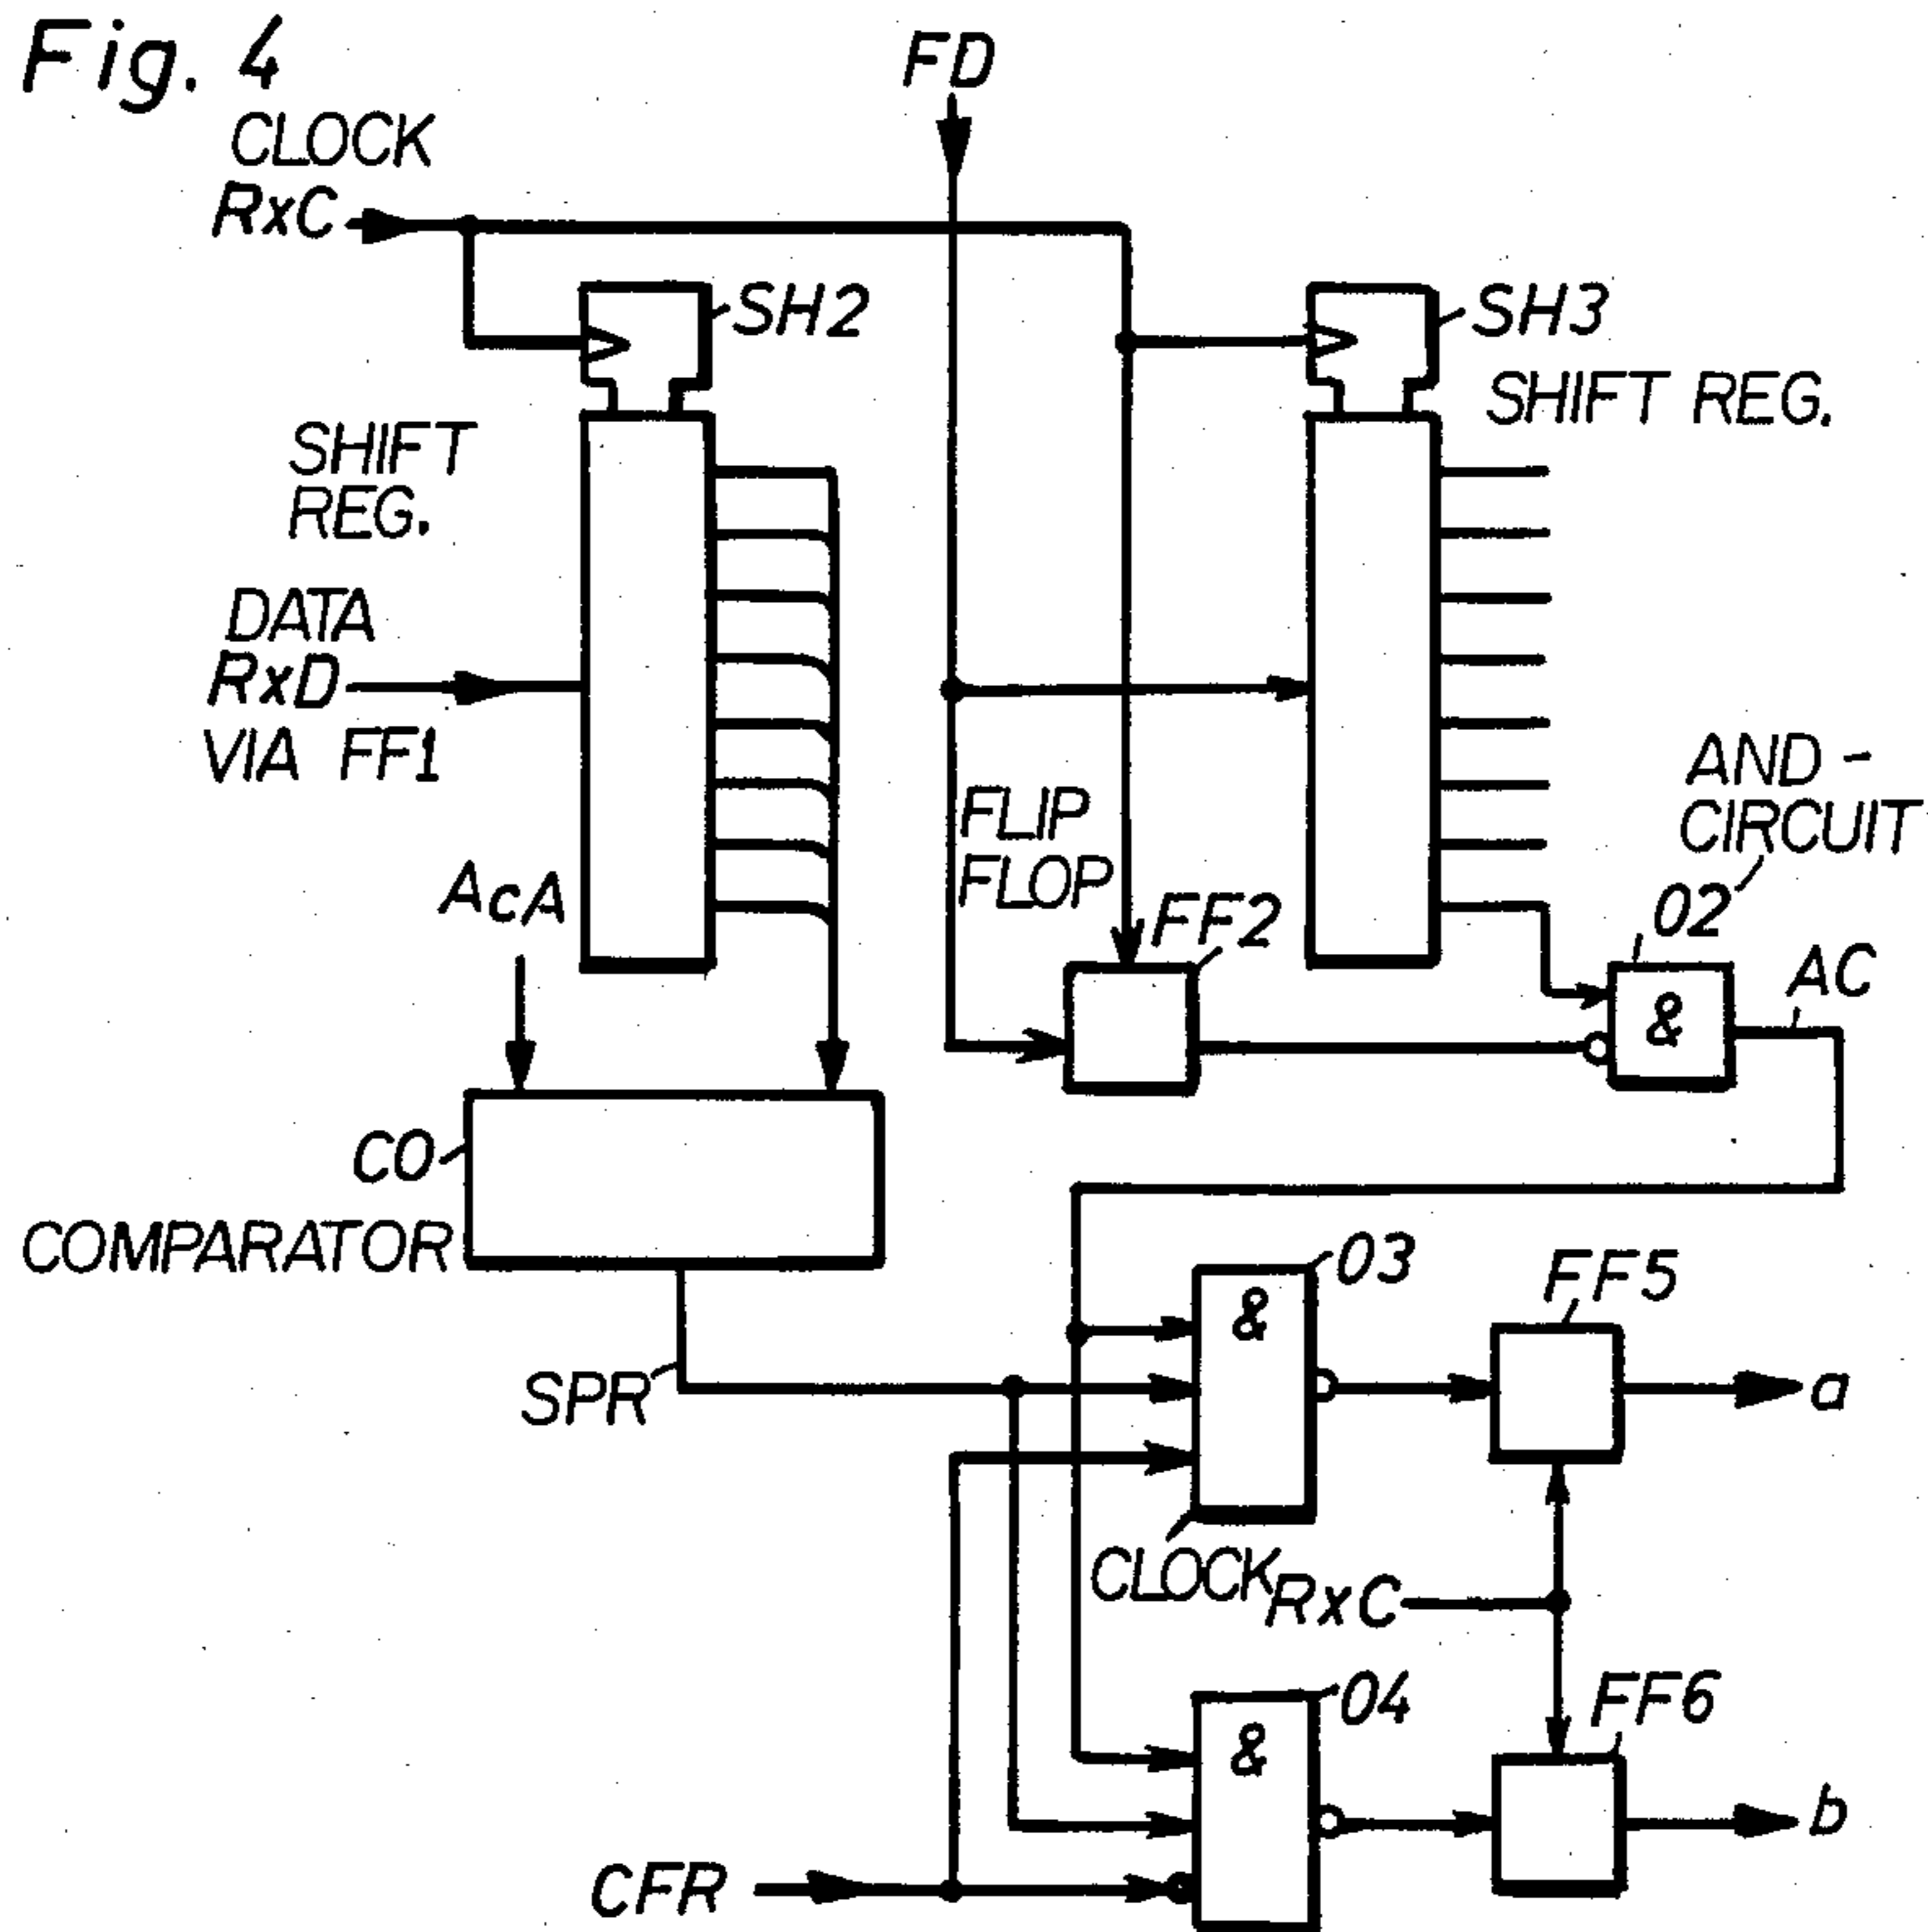 Fig. 4
FD
CLOCK
RxC
SH2
SH3
SHIFT REG.
SHIFT
REG.
DATA
RxD
VIA FF1
AND -
CIRCUIT
FLIP
FLOP
AcA
FF2
02
AC
&
CO
COMPARATOR
03
FF5
&
SPR
a
CLOCK RxC
04
FF6
&
b
CFR